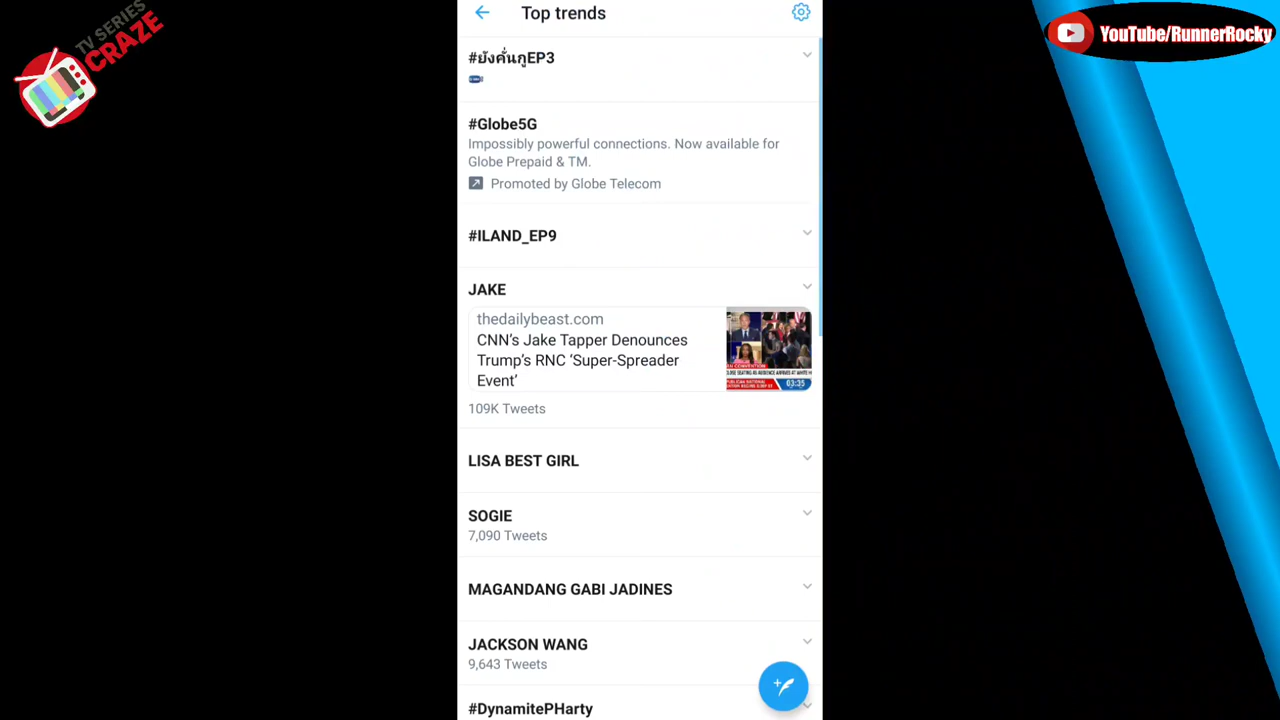 TV SERIES
CRAZE
YouTube/RunnerRocky
Top trends
#ยังคั่นกูEP3
#Globe5G
Impossibly powerful connections. Now available for
Globe Prepaid & TM.
Promoted by Globe Telecom
#ILAND_EP9
JAKE
thedailybeast.com
CNN’s Jake Tapper Denounces
Trump’s RNC ‘Super-Spreader
Event’
03:35
109K Tweets
LISA BEST GIRL
SOGIE
7,090 Tweets
MAGANDANG GABI JADINES
JACKSON WANG
9,643 Tweets
#DynamitePHarty